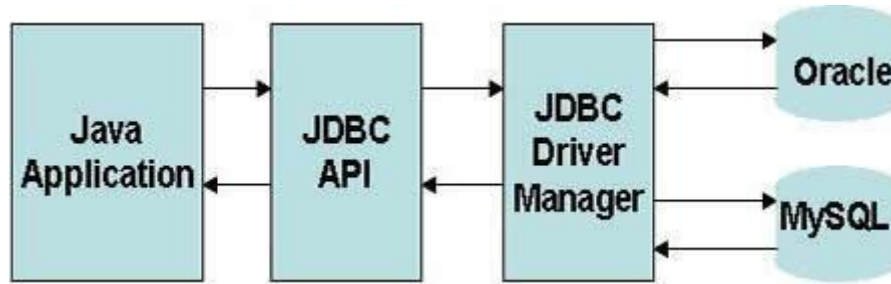 Java
Application
JDBC
API
JDBC
Driver
Manager
Oracle
MySQL